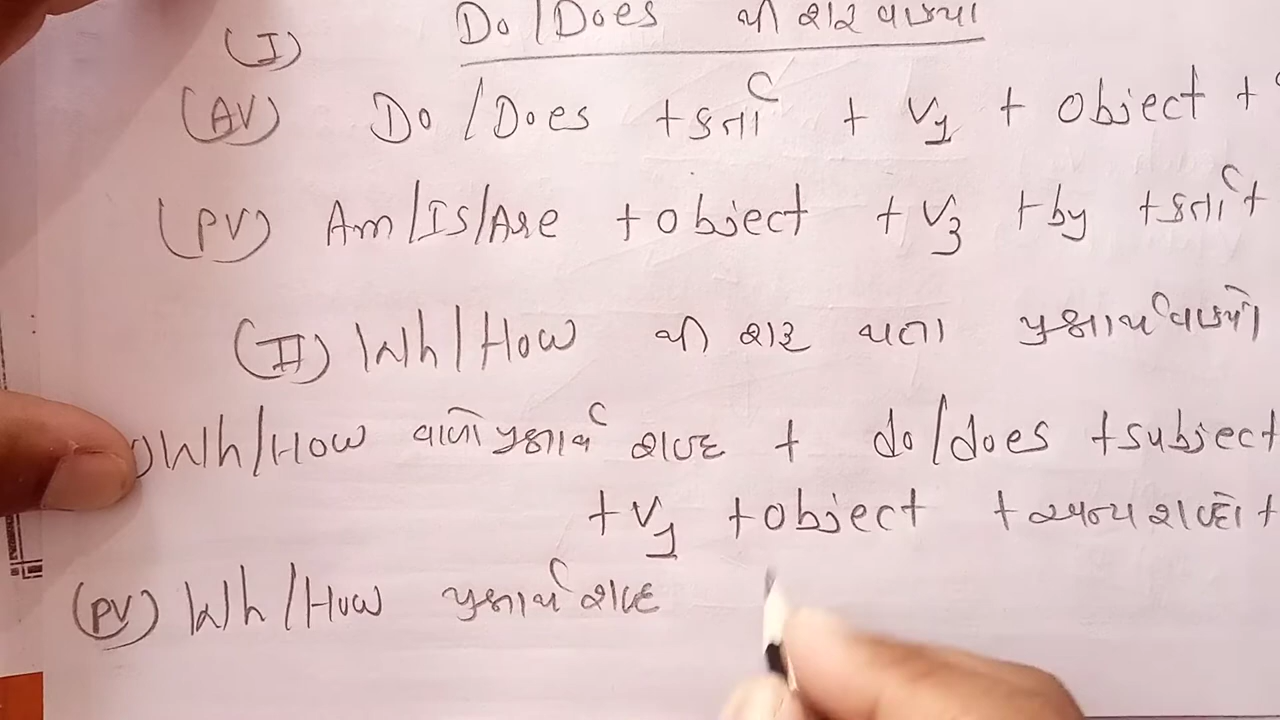 (I) Do/Does થી શરૂ વાક્યો
(AV) Do/Does + કર્તા + V1 + object +
(PV) Am/Is/Are + object + V3 + by + કર્તા +
(II) Wh/How થી શરૂ થતા પ્રશ્નાર્થ વાક્યો
) Wh/How વાળો પ્રશ્નાર્થ શબ્દ + do/does + subject
+ V1 + object + અન્ય શબ્દો +
(PV) Wh/How પ્રશ્નાર્થ શબ્દ